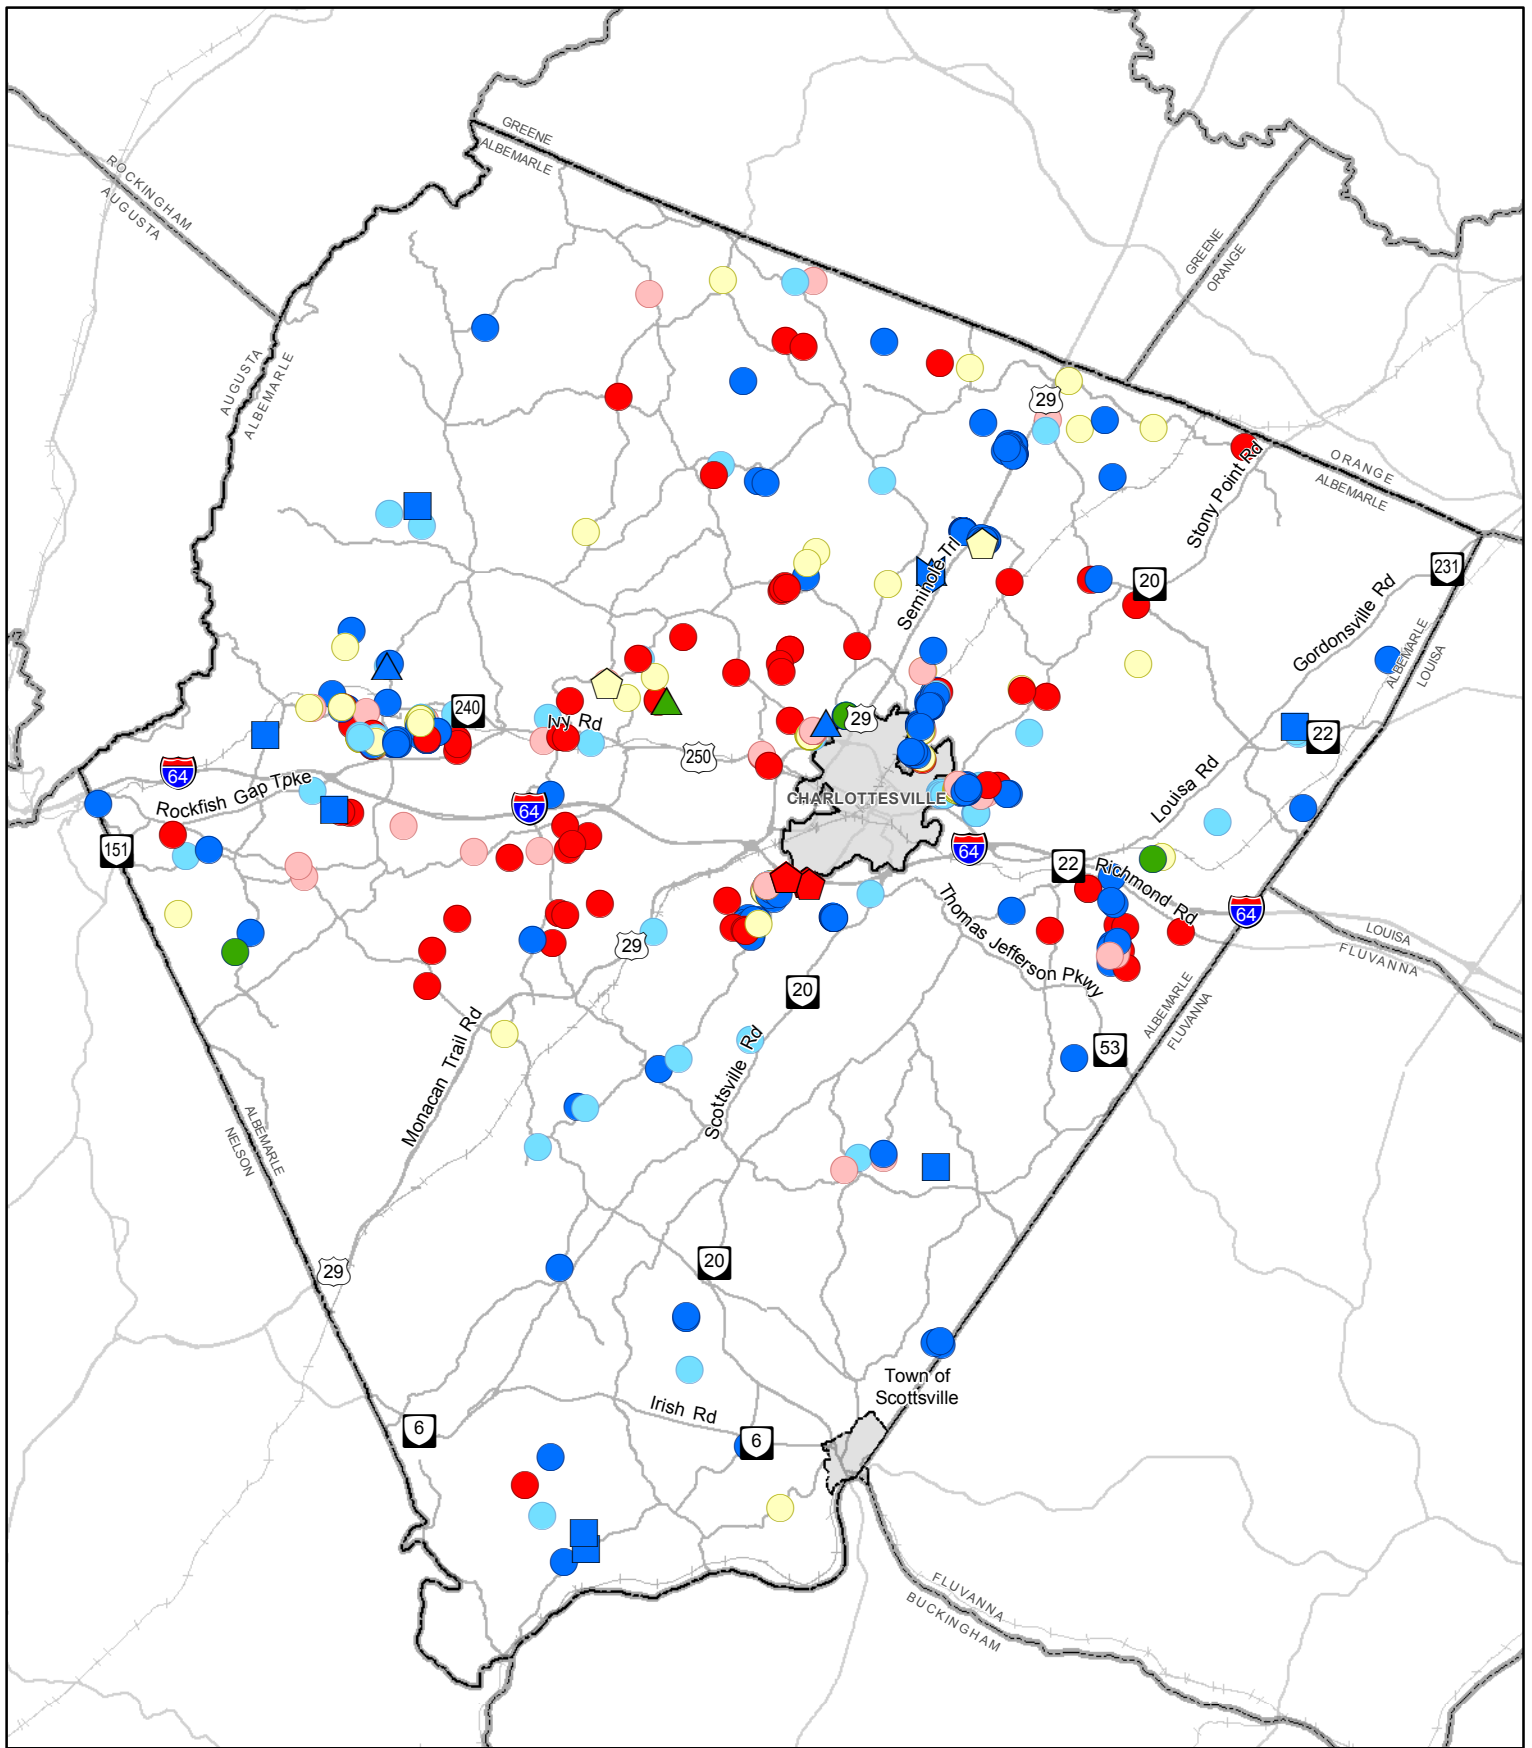 GREENE
ALBEMARLE
ROCKINGHAM
AUGUSTA
GREENE
ORANGE
AUGUSTA
ALBEMARLE
29
ORANGE
ALBEMARLE
Stony Point Rd
231
20
Seminole Trl
Gordonsville Rd
ALBEMARLE
LOUISA
240
Ivy Rd
29
22
250
64
Rockfish Gap Tpke
64
CHARLOTTESVILLE
Louisa Rd
151
64
22
Richmond Rd
64
Thomas Jefferson Pkwy
29
LOUISA
FLUVANNA
20
ALBEMARLE
FLUVANNA
53
Monacan Trail Rd
Scottsville Rd
ALBEMARLE
NELSON
20
29
Town of
Scottsville
Irish Rd
6
6
FLUVANNA
BUCKINGHAM